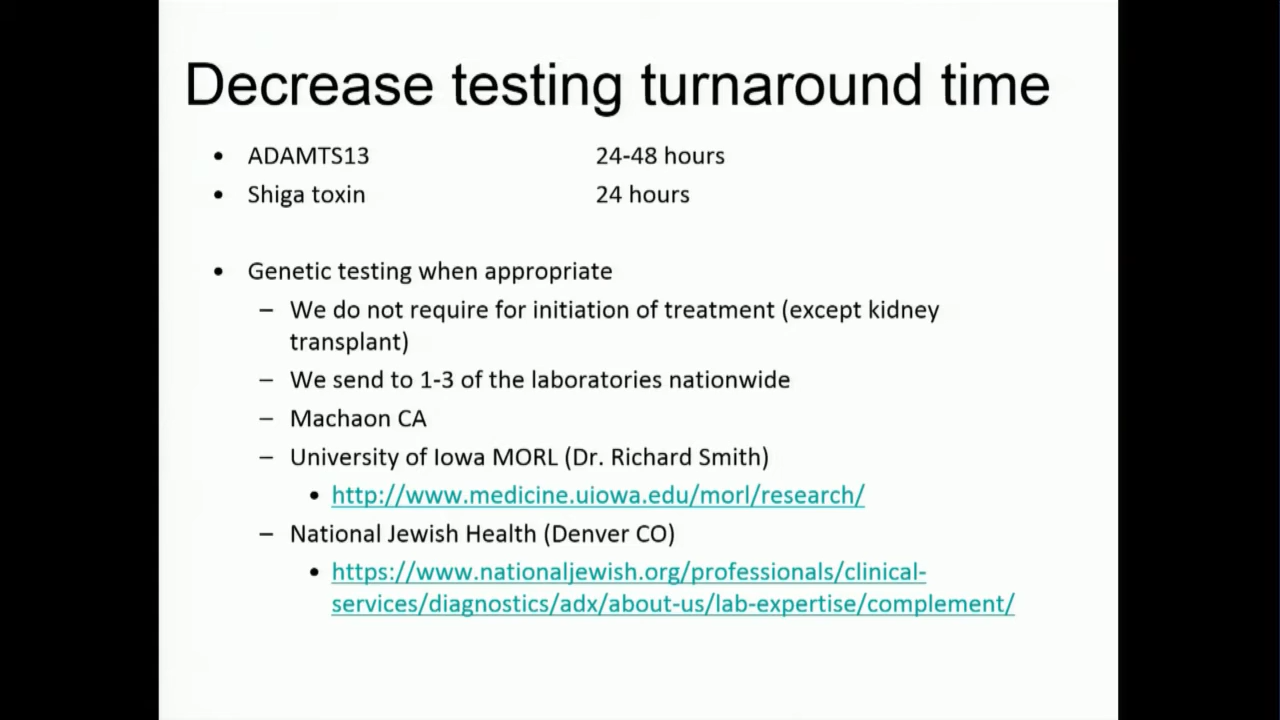 Decrease testing turnaround time
• ADAMTS13 24-48 hours
• Shiga toxin 24 hours
• Genetic testing when appropriate
– We do not require for initiation of treatment (except kidney
transplant)
– We send to 1-3 of the laboratories nationwide
– Machaon CA
– University of Iowa MORL (Dr. Richard Smith)
• http://www.medicine.uiowa.edu/morl/research/
– National Jewish Health (Denver CO)
• https://www.nationaljewish.org/professionals/clinical-
services/diagnostics/adx/about-us/lab-expertise/complement/